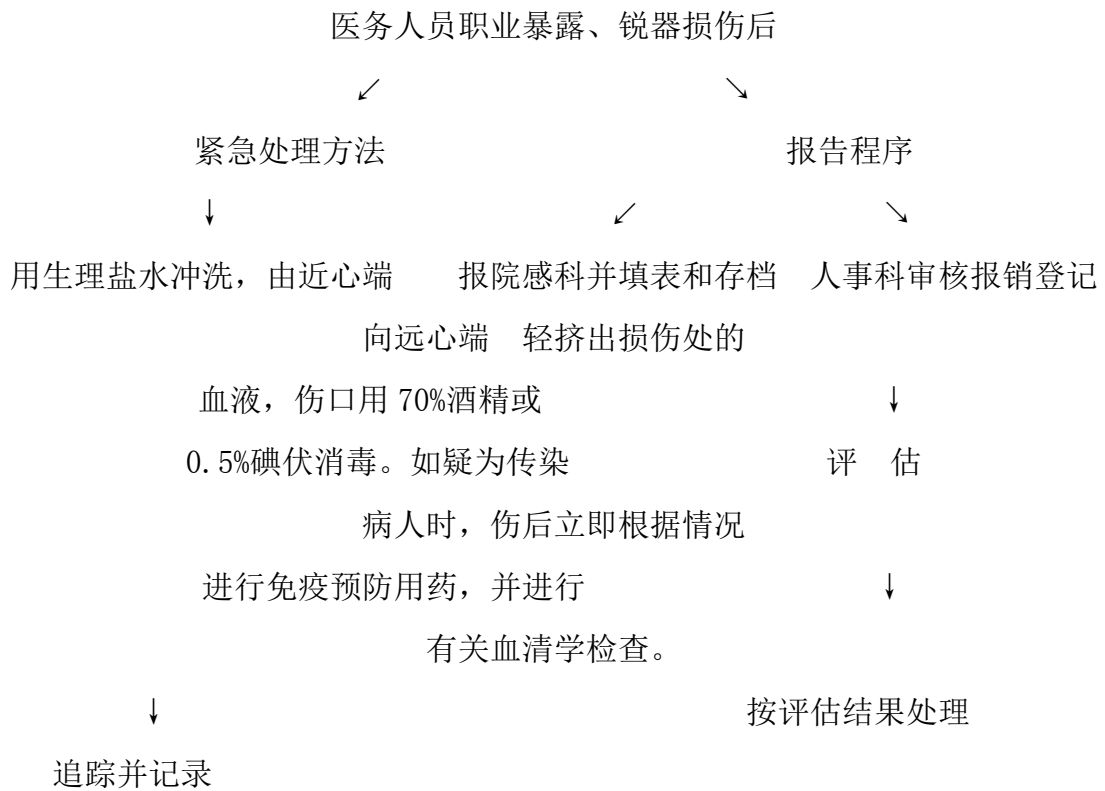 医务人员职业暴露、锐器损伤后
↙ ↘
紧急处理方法 报告程序
↓ ↙ ↘
用生理盐水冲洗，由近心端 报院感科并填表和存档 人事科审核报销登记
向远心端 轻挤出损伤处的
血液，伤口用 70%酒精或 ↓
0.5%碘伏消毒。如疑为传染 评 估
病人时，伤后立即根据情况
进行免疫预防用药，并进行 ↓
有关血清学检查。
↓ 按评估结果处理
追踪并记录